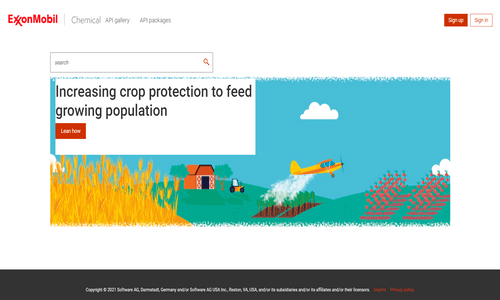 ExxonMobil Chemical API gallery API packages Sign up Sign in
search
Increasing crop protection to feed
growing population
Lean how
Copyright © 2021 Software AG, Darmstadt, Germany and/or Software AG USA Inc., Reston, VA, USA, and/or its subsidiaries and/or its affiliates and/or their licensors. Imprint Privacy policy